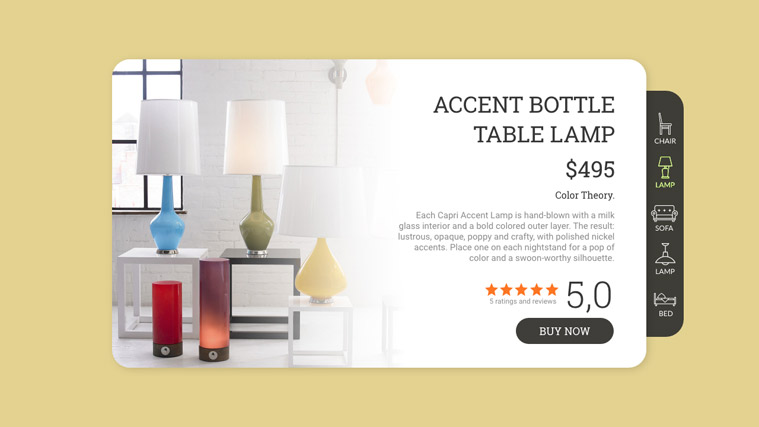 ACCENT BOTTLE
TABLE LAMP
$495
Color Theory.
Each Capri Accent Lamp is hand-blown with a milk
glass interior and a bold colored outer layer. The result:
lustrous, opaque, poppy and crafty, with polished nickel
accents. Place one on each nightstand for a pop of
color and a swoon-worthy silhouette.
5 ratings and reviews
5,0
BUY NOW
CHAIR
LAMP
SOFA
LAMP
BED